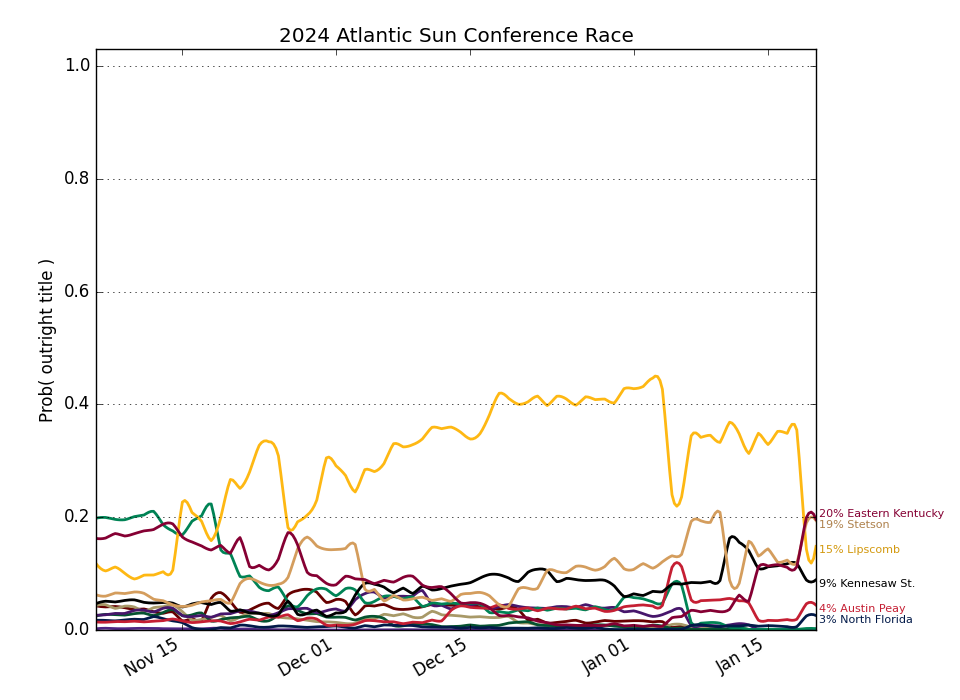 2024 Atlantic Sun Conference Race
Prob( outright title )
1.0
0.8
0.6
0.4
0.2
0.0
Nov 15
Dec 01
Dec 15
Jan 01
Jan 15
20% Eastern Kentucky
19% Stetson
15% Lipscomb
9% Kennesaw St.
4% Austin Peay
3% North Florida